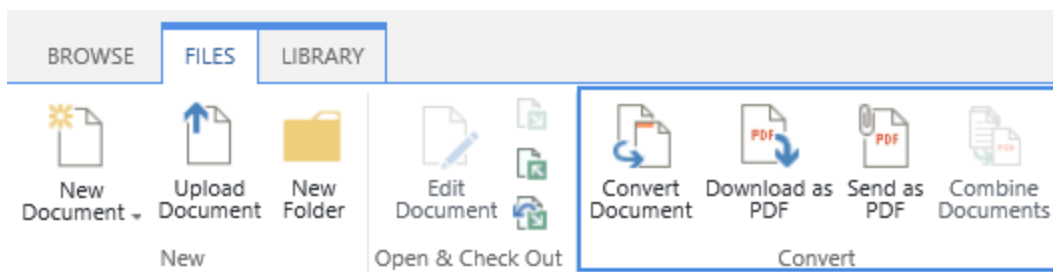 BROWSE FILES LIBRARY
New Document
Upload Document
New Folder
Edit Document
PDF
PDF
Convert Document
Download as PDF
Send as PDF
Combine Documents
New
Open & Check Out
Convert